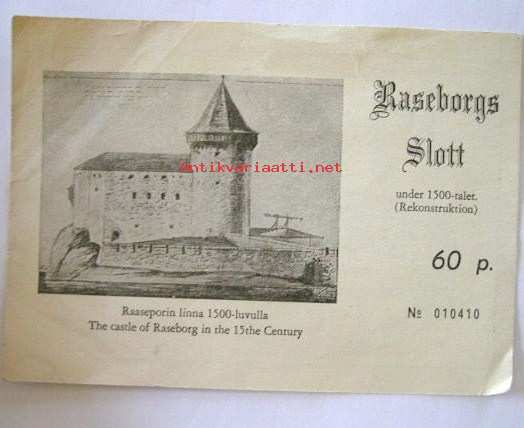 Raseborgs
Slott
under 1500-talet.
(Rekonstruktion)
60 p.
№ 010410
Antikvariaatti.net
Raaseporin linna 1500-luvulla
The castle of Raseborg in the 15the Century